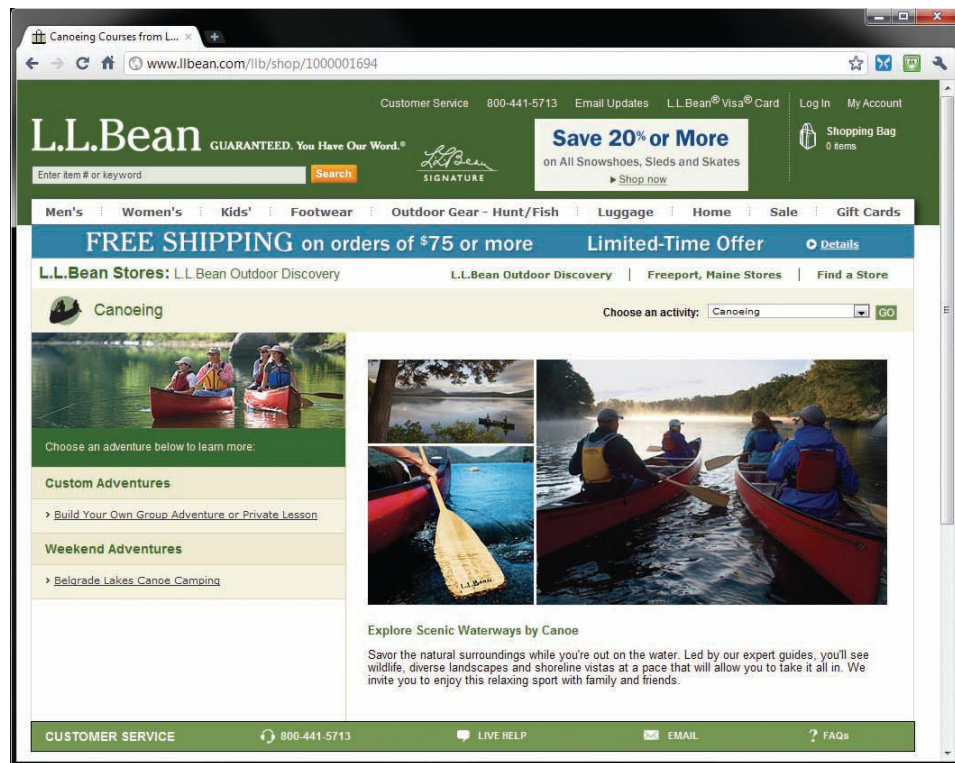 Canoeing Courses from L...
www.llbean.com/llb/shop/1000001694
Customer Service 800-441-5713 Email Updates L.L.Bean® Visa® Card Log In My Account
L.L.Bean GUARANTEED. You Have Our Word.®
L.L.Bean
SIGNATURE
Save 20% or More
on All Snowshoes, Sleds and Skates
Shop now
Shopping Bag
0 items
Enter item # or keyword Search
Men's Women's Kids' Footwear Outdoor Gear - Hunt/Fish Luggage Home Sale Gift Cards
FREE SHIPPING on orders of $75 or more Limited-Time Offer Details
L.L.Bean Stores: L.L.Bean Outdoor Discovery L.L.Bean Outdoor Discovery | Freeport, Maine Stores | Find a Store
Canoeing Choose an activity: Canoeing GO
Choose an adventure below to learn more:
Custom Adventures
Build Your Own Group Adventure or Private Lesson
Weekend Adventures
Belgrade Lakes Canoe Camping
L.L.Bean
Explore Scenic Waterways by Canoe
Savor the natural surroundings while you're out on the water. Led by our expert guides, you'll see
wildlife, diverse landscapes and shoreline vistas at a pace that will allow you to take it all in. We
invite you to enjoy this relaxing sport with family and friends.
CUSTOMER SERVICE 800-441-5713 LIVE HELP EMAIL ? FAQs